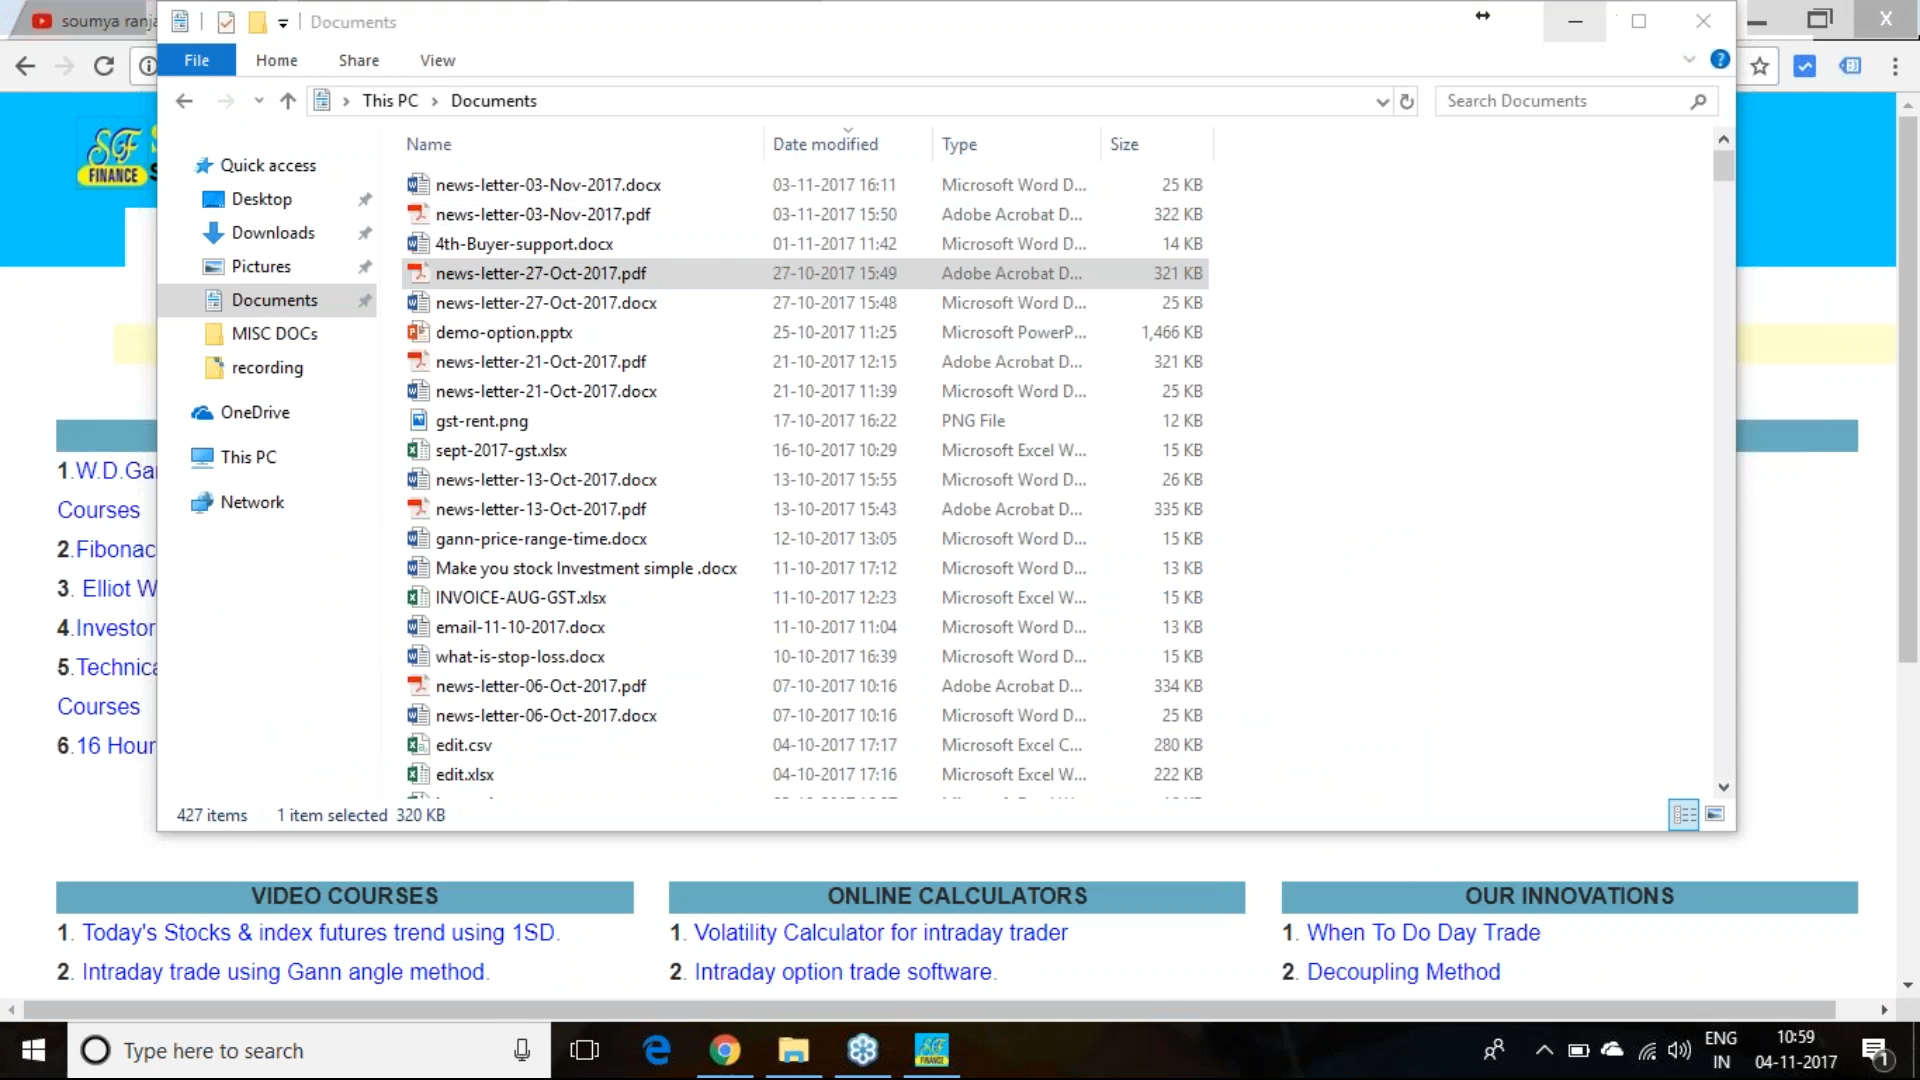 soumya ranja
Documents
File Home Share View
This PC > Documents
Search Documents
Quick access
Desktop
Downloads
Pictures
Documents
MISC DOCs
recording
OneDrive
This PC
Network
Name Date modified Type Size
news-letter-03-Nov-2017.docx 03-11-2017 16:11 Microsoft Word D... 25 KB
news-letter-03-Nov-2017.pdf 03-11-2017 15:50 Adobe Acrobat D... 322 KB
4th-Buyer-support.docx 01-11-2017 11:42 Microsoft Word D... 14 KB
news-letter-27-Oct-2017.pdf 27-10-2017 15:49 Adobe Acrobat D... 321 KB
news-letter-27-Oct-2017.docx 27-10-2017 15:48 Microsoft Word D... 25 KB
demo-option.pptx 25-10-2017 11:25 Microsoft PowerP... 1,466 KB
news-letter-21-Oct-2017.pdf 21-10-2017 12:15 Adobe Acrobat D... 321 KB
news-letter-21-Oct-2017.docx 21-10-2017 11:39 Microsoft Word D... 25 KB
gst-rent.png 17-10-2017 16:22 PNG File 12 KB
sept-2017-gst.xlsx 16-10-2017 10:29 Microsoft Excel W... 15 KB
news-letter-13-Oct-2017.docx 13-10-2017 15:55 Microsoft Word D... 26 KB
news-letter-13-Oct-2017.pdf 13-10-2017 15:43 Adobe Acrobat D... 335 KB
gann-price-range-time.docx 12-10-2017 13:05 Microsoft Word D... 15 KB
Make you stock Investment simple .docx 11-10-2017 17:12 Microsoft Word D... 13 KB
INVOICE-AUG-GST.xlsx 11-10-2017 12:23 Microsoft Excel W... 15 KB
email-11-10-2017.docx 11-10-2017 11:04 Microsoft Word D... 13 KB
what-is-stop-loss.docx 10-10-2017 16:39 Microsoft Word D... 15 KB
news-letter-06-Oct-2017.pdf 07-10-2017 10:16 Adobe Acrobat D... 334 KB
news-letter-06-Oct-2017.docx 07-10-2017 10:16 Microsoft Word D... 25 KB
edit.csv 04-10-2017 17:17 Microsoft Excel C... 280 KB
edit.xlsx 04-10-2017 17:16 Microsoft Excel W... 222 KB
427 items 1 item selected 320 KB
SF
FINANCE
1.W.D.Gan
Courses
2.Fibonac
3. Elliot W
4.Investor
5.Technica
Courses
6.16 Hour
VIDEO COURSES
1. Today's Stocks & index futures trend using 1SD.
2. Intraday trade using Gann angle method.
ONLINE CALCULATORS
1. Volatility Calculator for intraday trader
2. Intraday option trade software.
OUR INNOVATIONS
1. When To Do Day Trade
2. Decoupling Method
Type here to search
SF
FINANCE
ENG
IN
10:59
04-11-2017
1